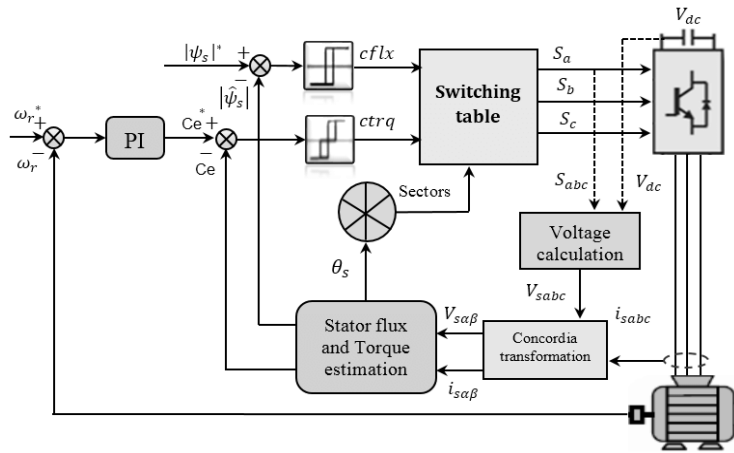 V_dc
|ψ_s|* +
cflx
−
|ψ̂_s|
Switching
table
S_a
S_b
S_c
ω_r*
+
ω_r −
PI
Ce* +
−
Ce
ctrq
Sectors
θ_s
S_abc
V_dc
Voltage
calculation
V_sabc
Stator flux
and Torque
estimation
V_sαβ
i_sαβ
Concordia
transformation
i_sabc